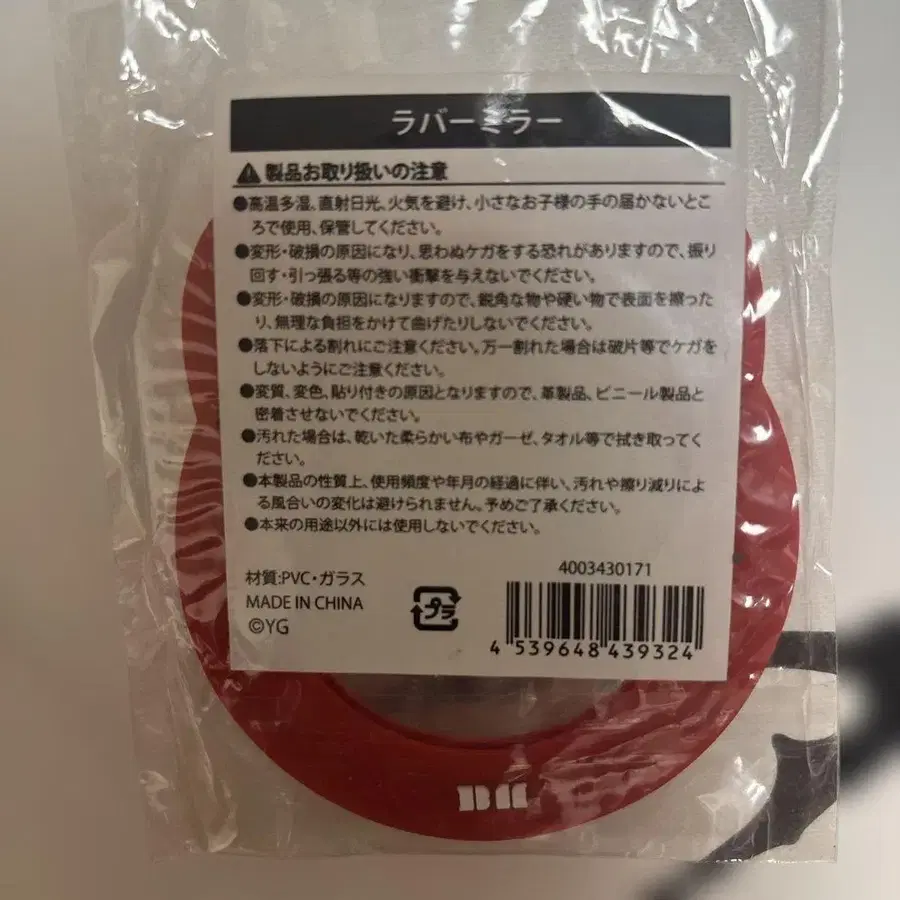 ラバーミラー
製品お取り扱いの注意
●高温多湿、直射日光、火気を避け、小さなお子様の手の届かないとこ
ろで使用、保管してください。
●変形・破損の原因になり、思わぬケガをする恐れがありますので、振り
回す・引っ張る等の強い衝撃を与えないでください。
●変形・破損の原因になりますので、鋭角な物や硬い物で表面を擦った
り、無理な負担をかけて曲げたりしないでください。
●落下による割れにご注意ください。万一割れた場合は破片等でケガを
しないようにご注意ください。
●変質、変色、貼り付きの原因となりますので、革製品、ビニール製品と
密着させないでください。
●汚れた場合は、乾いた柔らかい布やガーゼ、タオル等で拭き取ってく
ださい。
●本製品の性質上、使用頻度や年月の経過に伴い、汚れや擦り減りによ
る風合いの変化は避けられません。予めご了承ください。
●本来の用途以外には使用しないでください。
材質:PVC・ガラス
MADE IN CHINA
©YG
プラ
4003430171
4 539648 439324